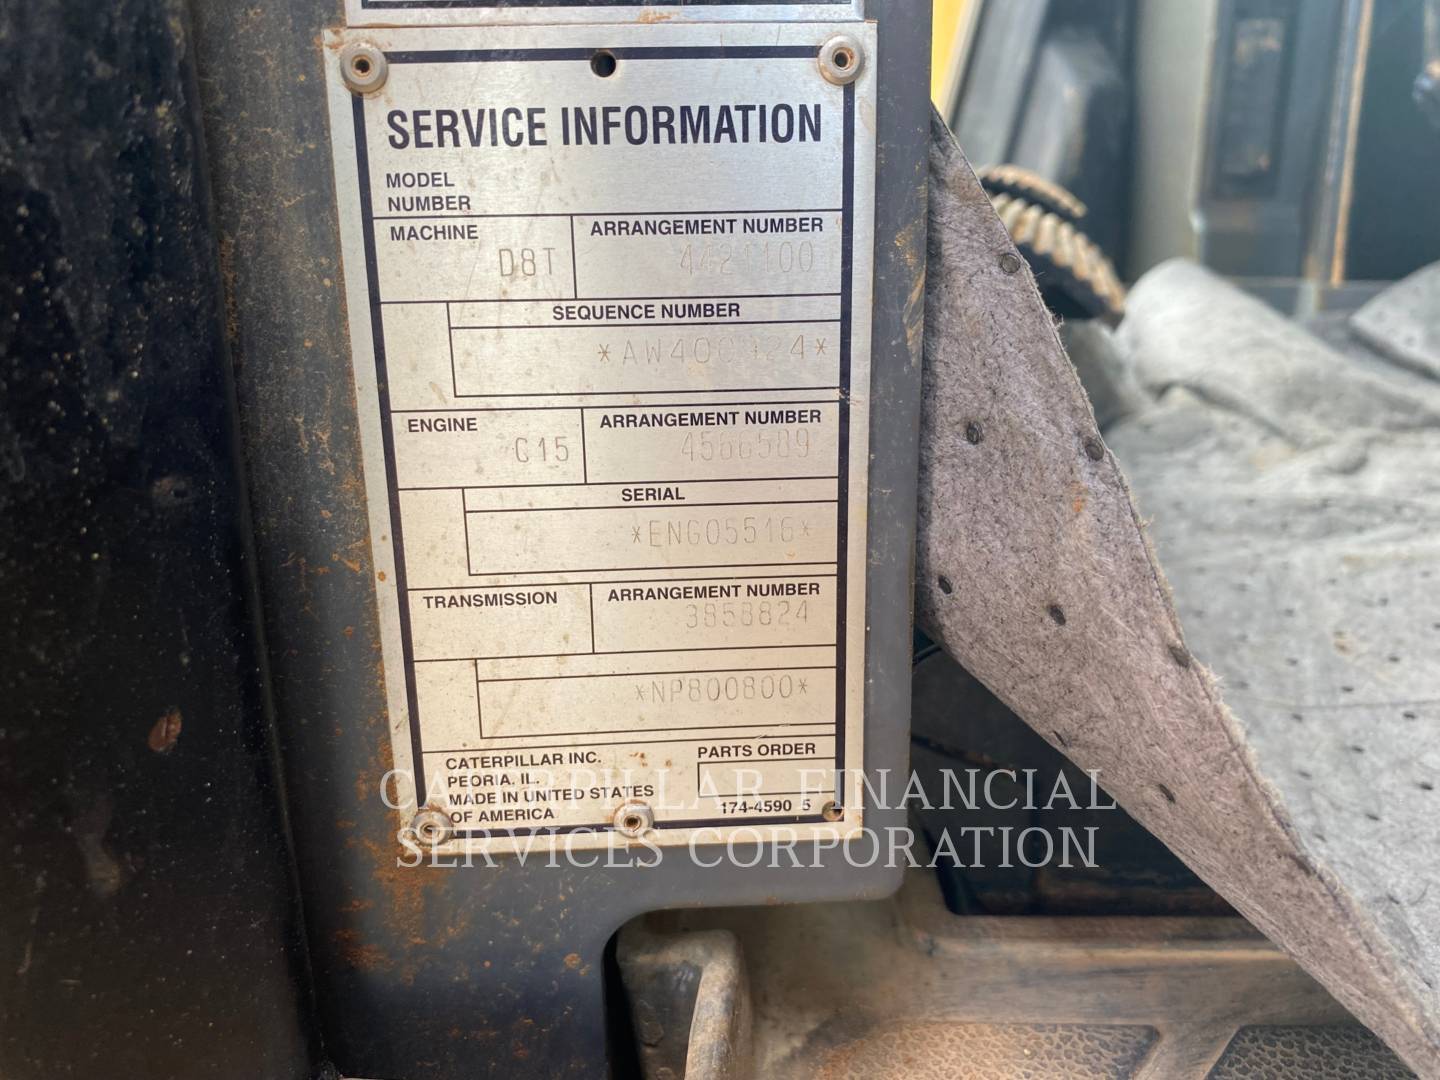 SERVICE INFORMATION
MODEL
NUMBER
MACHINE
D8T
ARRANGEMENT NUMBER
4421100
SEQUENCE NUMBER
ENGINE
C15
ARRANGEMENT NUMBER
4566589
SERIAL
*ENG05516*
TRANSMISSION
ARRANGEMENT NUMBER
3858824
*NP800800*
CATERPILLAR INC.
PEORIA, IL.
MADE IN UNITED STATES
OF AMERICA
PARTS ORDER
174-4590 5
CATERPILLAR FINANCIAL
SERVICES CORPORATION